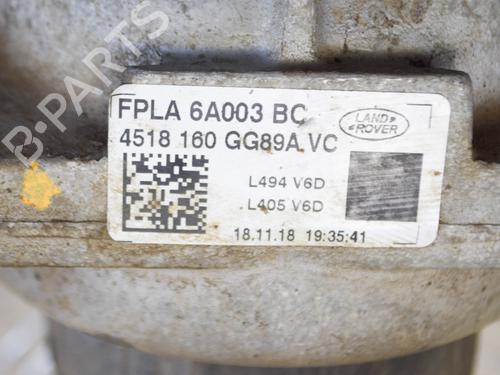 B-PARTS
FPLA 6A003 BC
4518 160 GG89A VC
LAND
ROVER
L494 V6D
L405 V6D
18.11.18 19:35:41